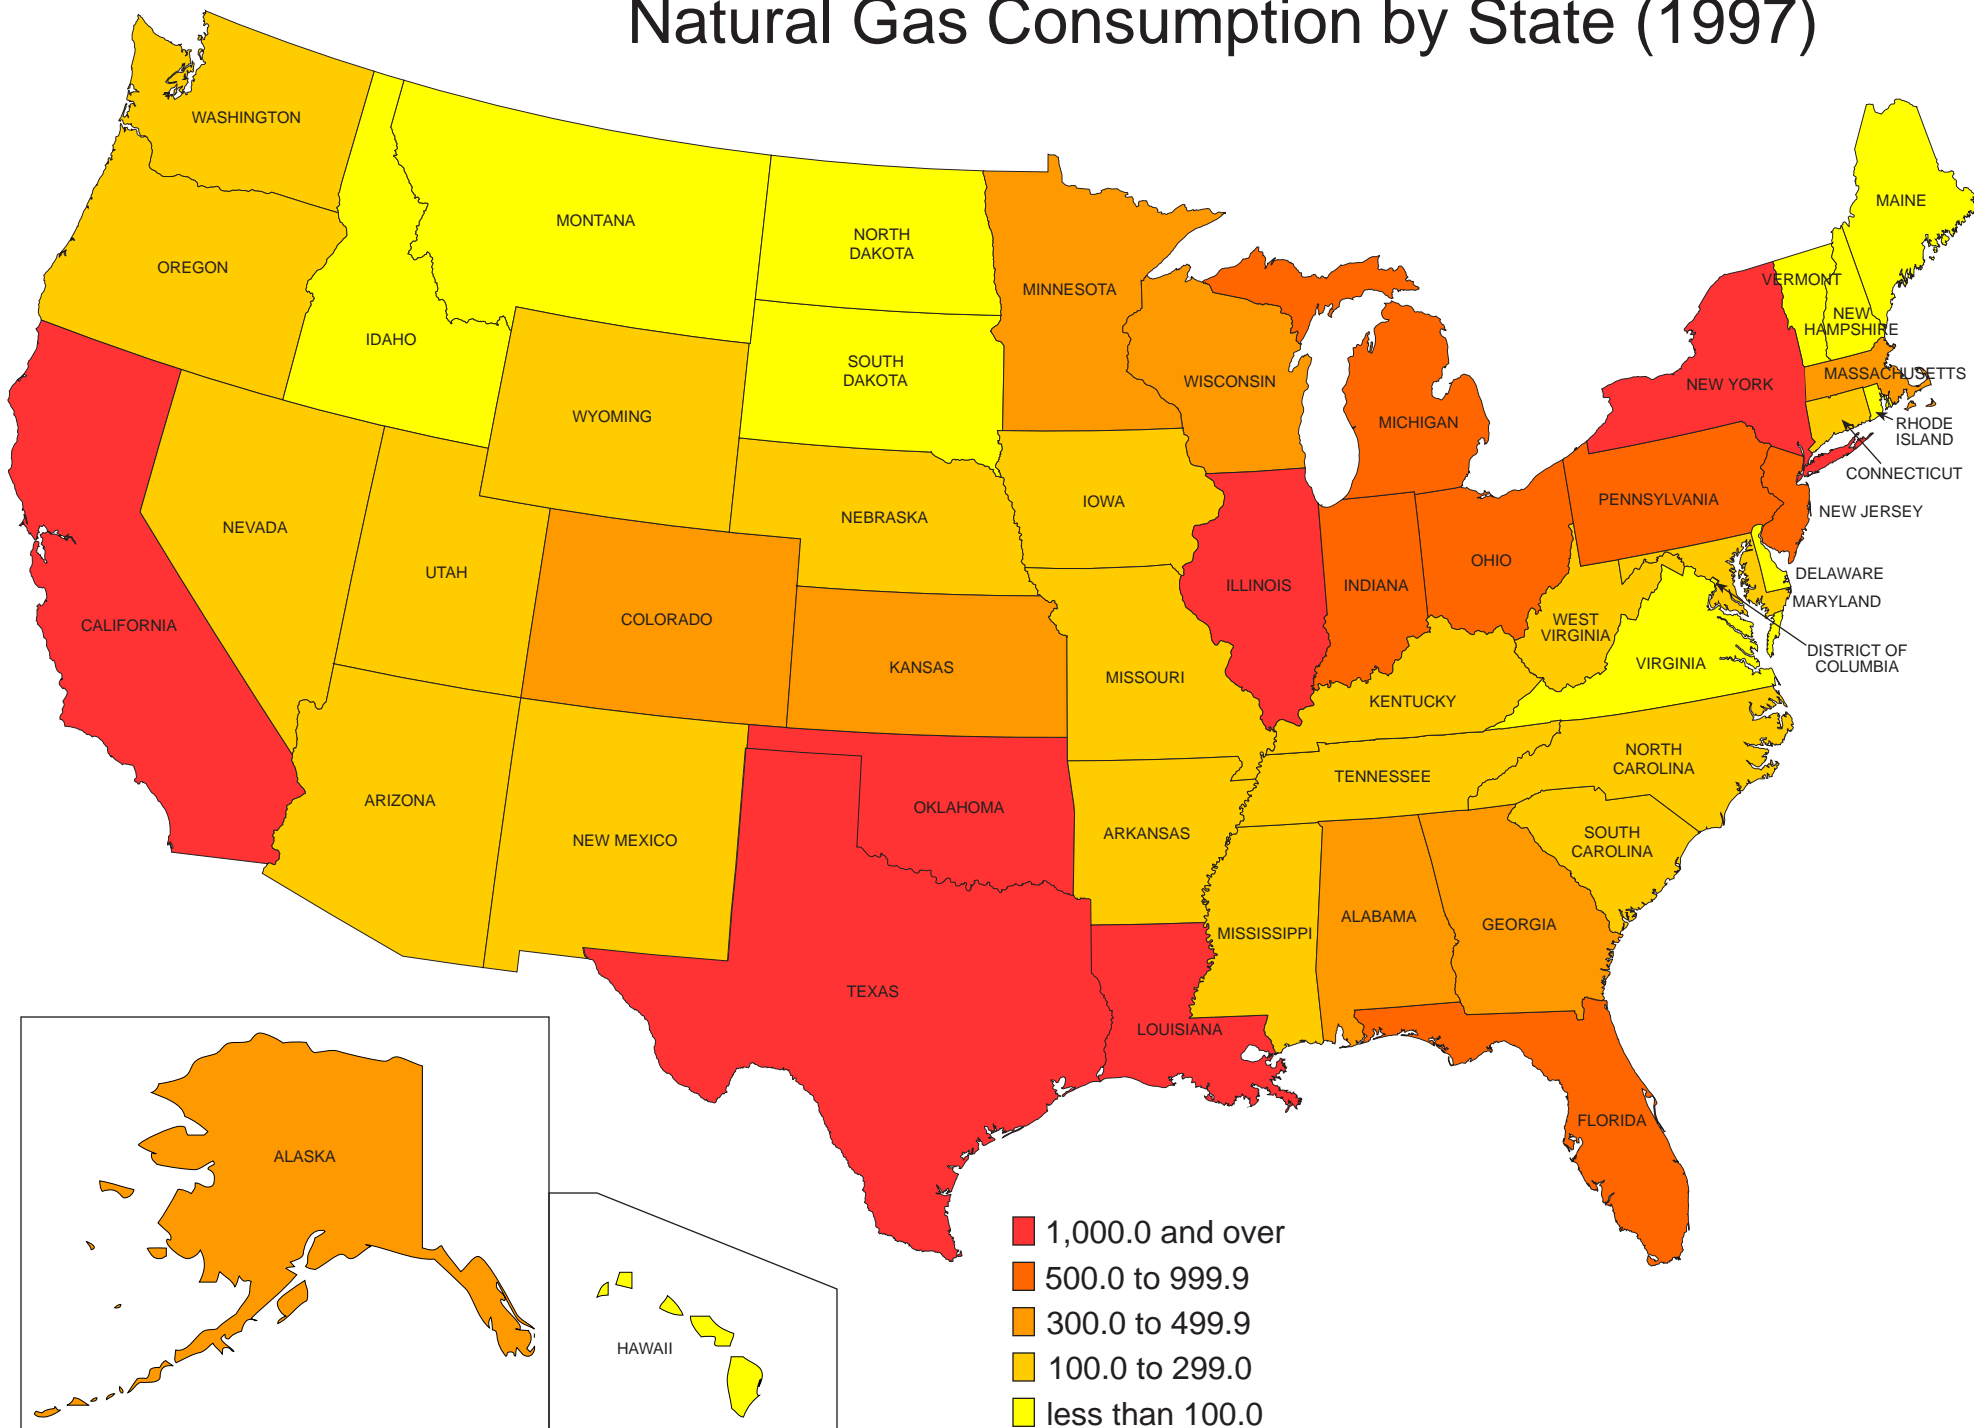 Natural Gas Consumption by State (1997)
WASHINGTON
OREGON
CALIFORNIA
NEVADA
IDAHO
MONTANA
WYOMING
UTAH
ARIZONA
COLORADO
NEW MEXICO
NORTH
DAKOTA
SOUTH
DAKOTA
NEBRASKA
KANSAS
OKLAHOMA
TEXAS
MINNESOTA
IOWA
MISSOURI
ARKANSAS
LOUISIANA
WISCONSIN
ILLINOIS
MICHIGAN
INDIANA
OHIO
KENTUCKY
TENNESSEE
MISSISSIPPI
ALABAMA
GEORGIA
FLORIDA
SOUTH
CAROLINA
NORTH
CAROLINA
VIRGINIA
WEST
VIRGINIA
PENNSYLVANIA
NEW YORK
MAINE
VERMONT
NEW
HAMPSHIRE
MASSACHUSETTS
RHODE
ISLAND
CONNECTICUT
NEW JERSEY
DELAWARE
MARYLAND
DISTRICT OF
COLUMBIA
ALASKA
HAWAII
1,000.0 and over
500.0 to 999.9
300.0 to 499.9
100.0 to 299.0
less than 100.0